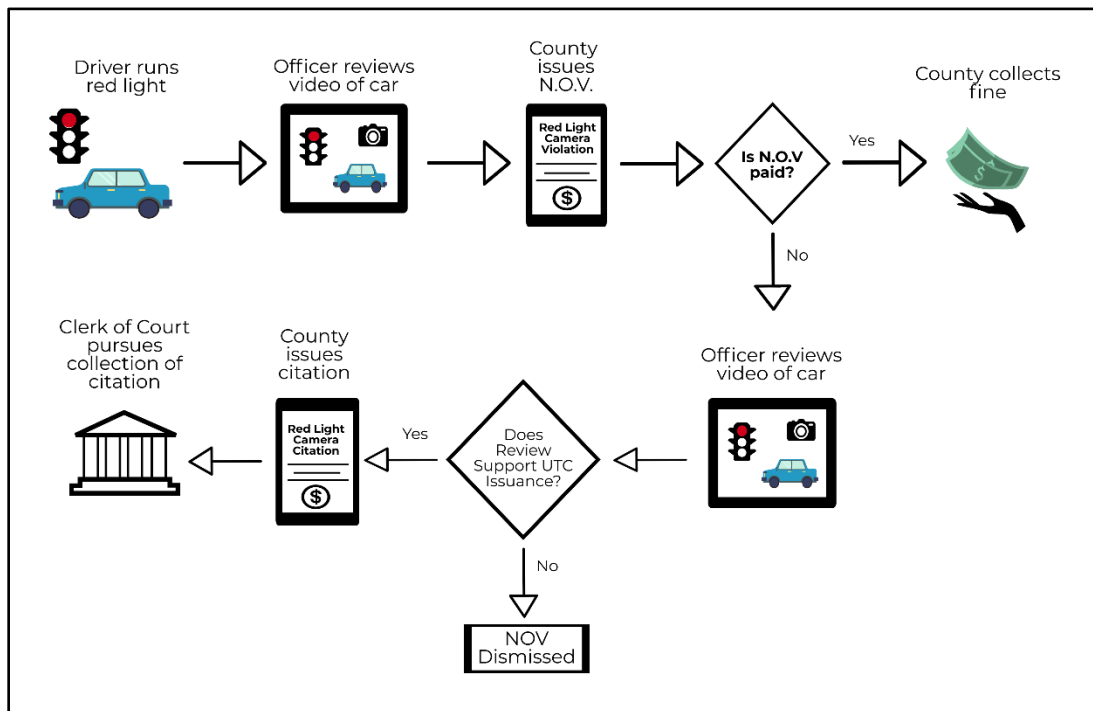 Driver runs
red light
Officer reviews
video of car
County
issues
N.O.V.
Red Light
Camera
Violation
$
Is N.O.V
paid?
Yes
County collects
fine
$
No
Officer reviews
video of car
Does
Review
Support UTC
Issuance?
Yes
County
issues
citation
Red Light
Camera
Citation
$
Clerk of Court
pursues
collection of
citation
No
NOV
Dismissed